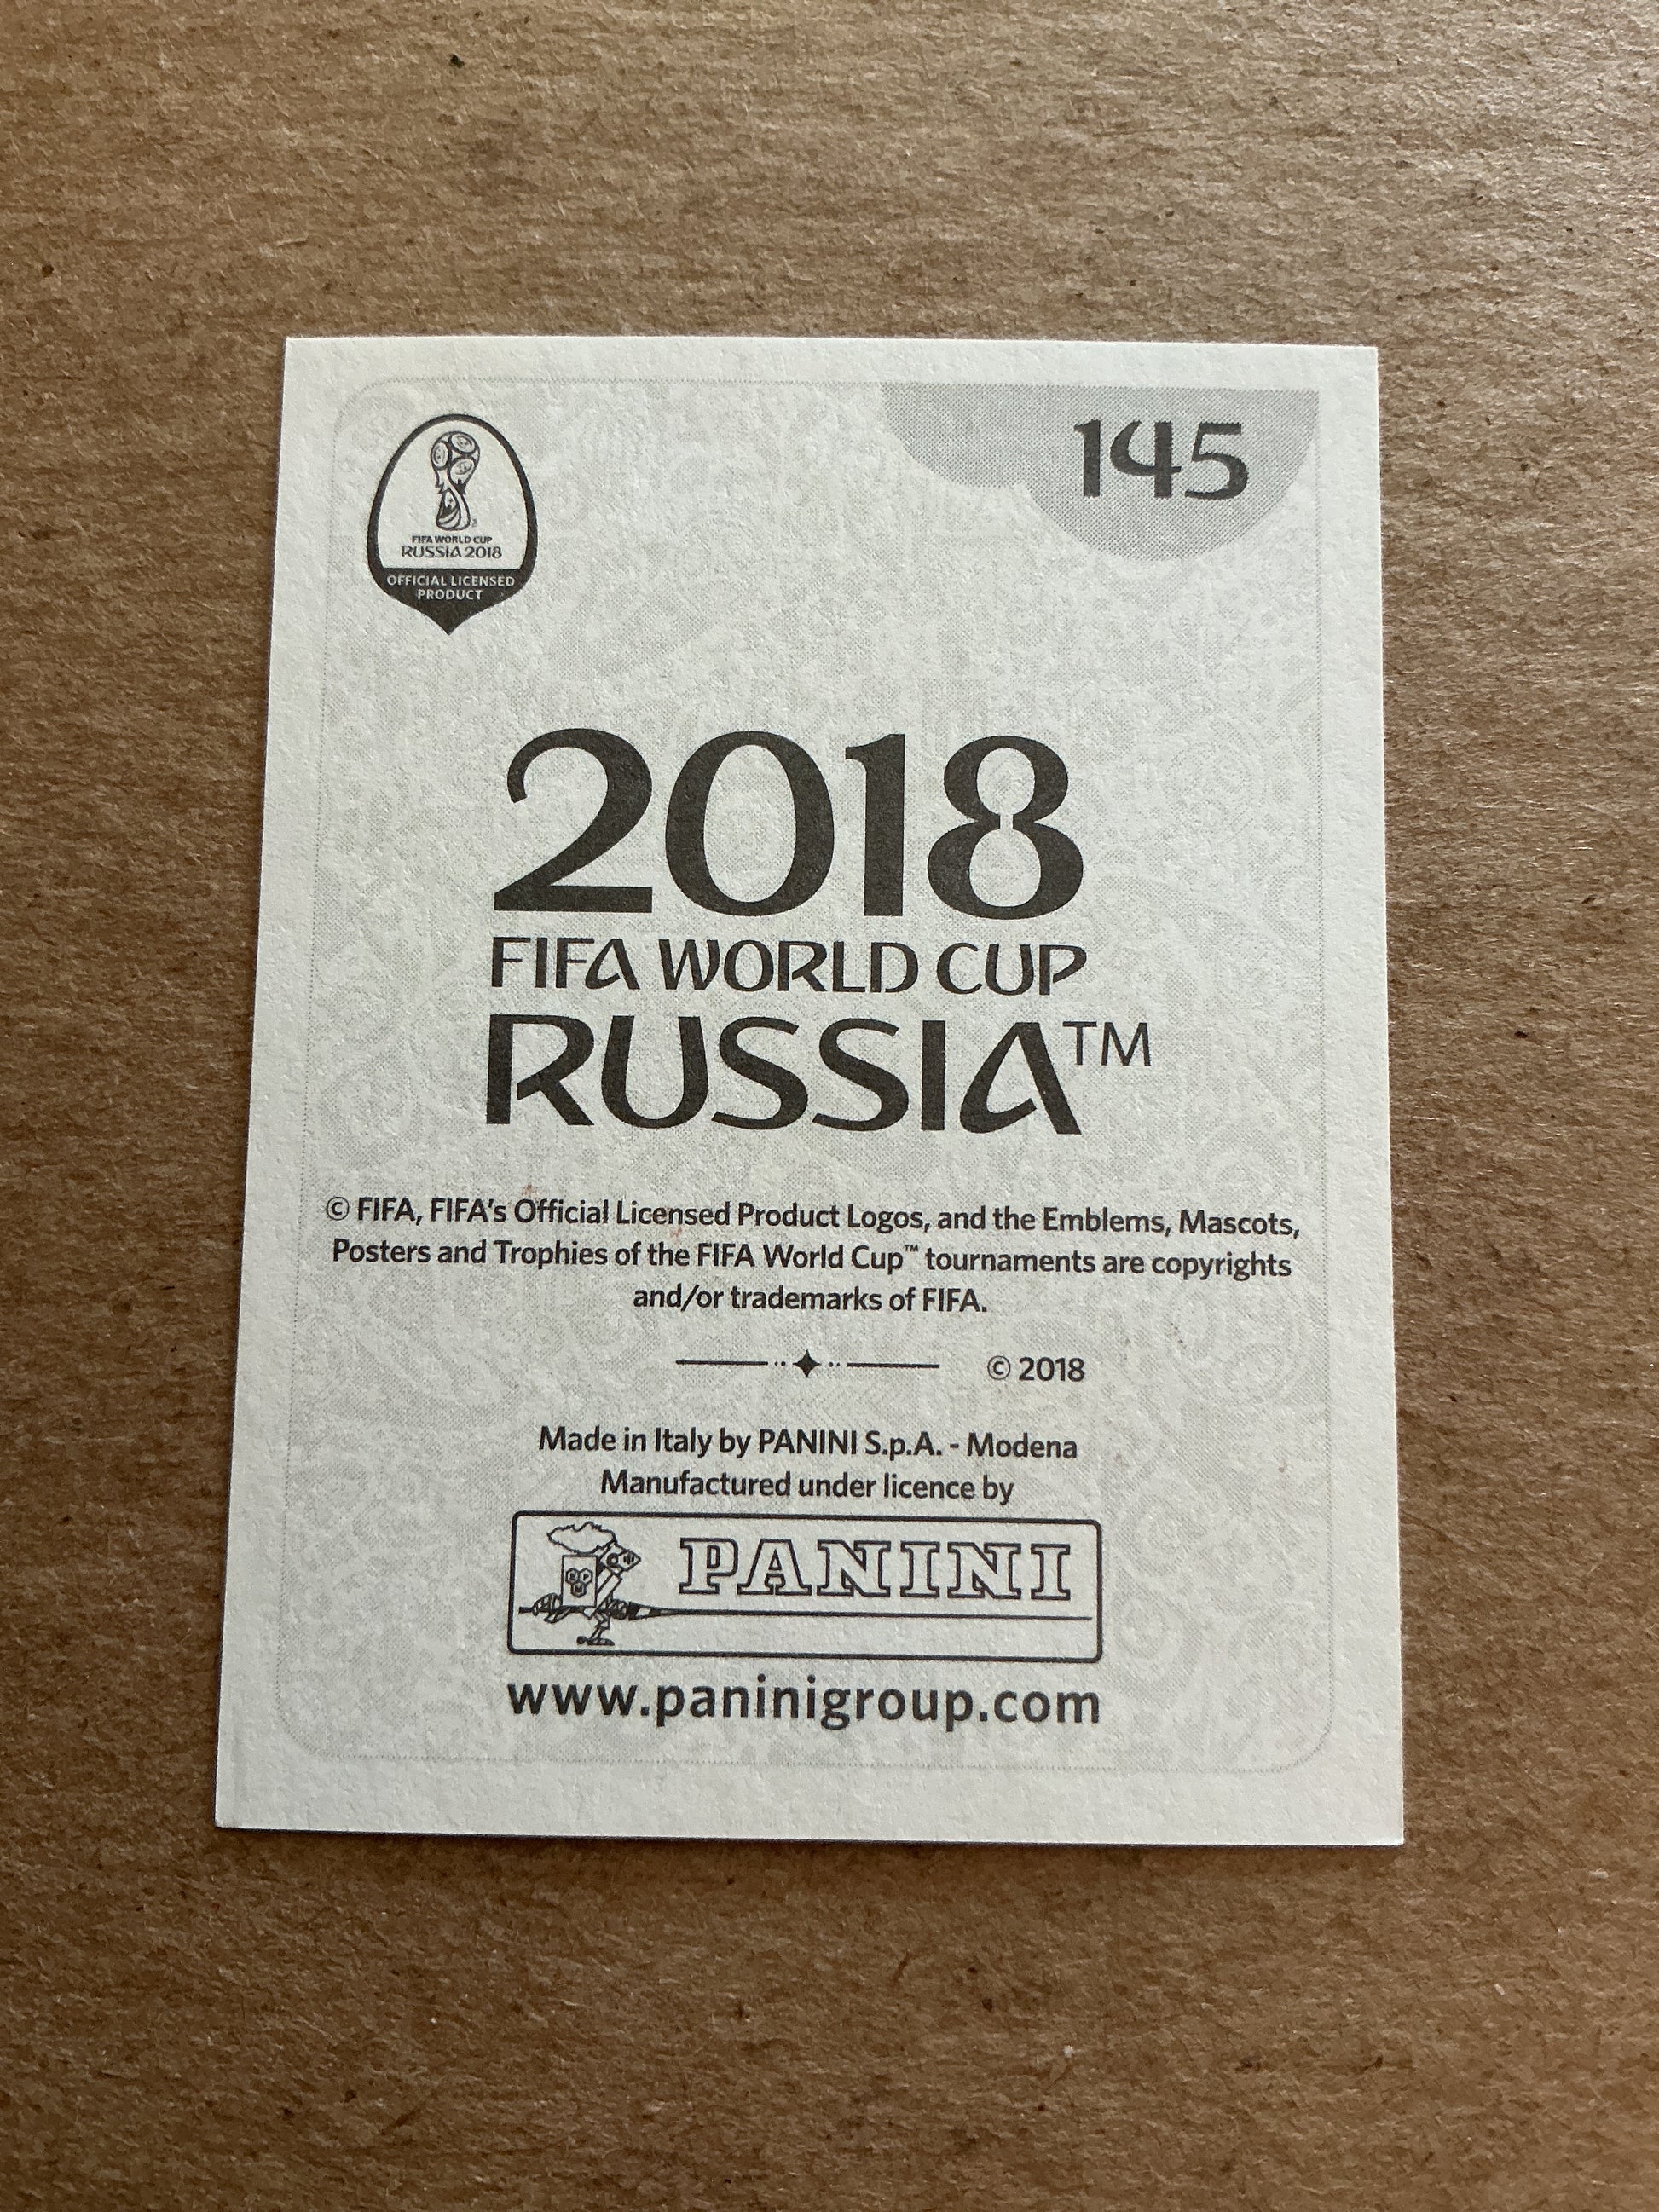 145
FIFA WORLD CUP
RUSSIA 2018
OFFICIAL LICENSED
PRODUCT
2018
FIFA WORLD CUP
RUSSIA™
© FIFA, FIFA's Official Licensed Product Logos, and the Emblems, Mascots,
Posters and Trophies of the FIFA World Cup™ tournaments are copyrights
and/or trademarks of FIFA.
© 2018
Made in Italy by PANINI S.p.A. - Modena
Manufactured under licence by
PANINI
www.paninigroup.com